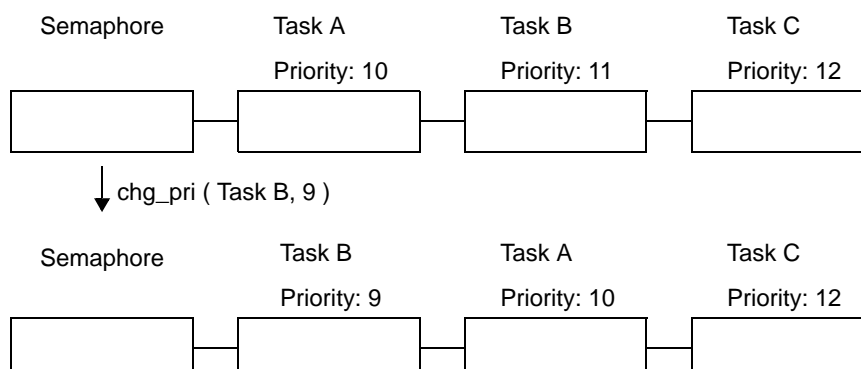 Semaphore Task A Task B Task C
Priority: 10 Priority: 11 Priority: 12
chg_pri ( Task B, 9 )
Semaphore Task B Task A Task C
Priority: 9 Priority: 10 Priority: 12